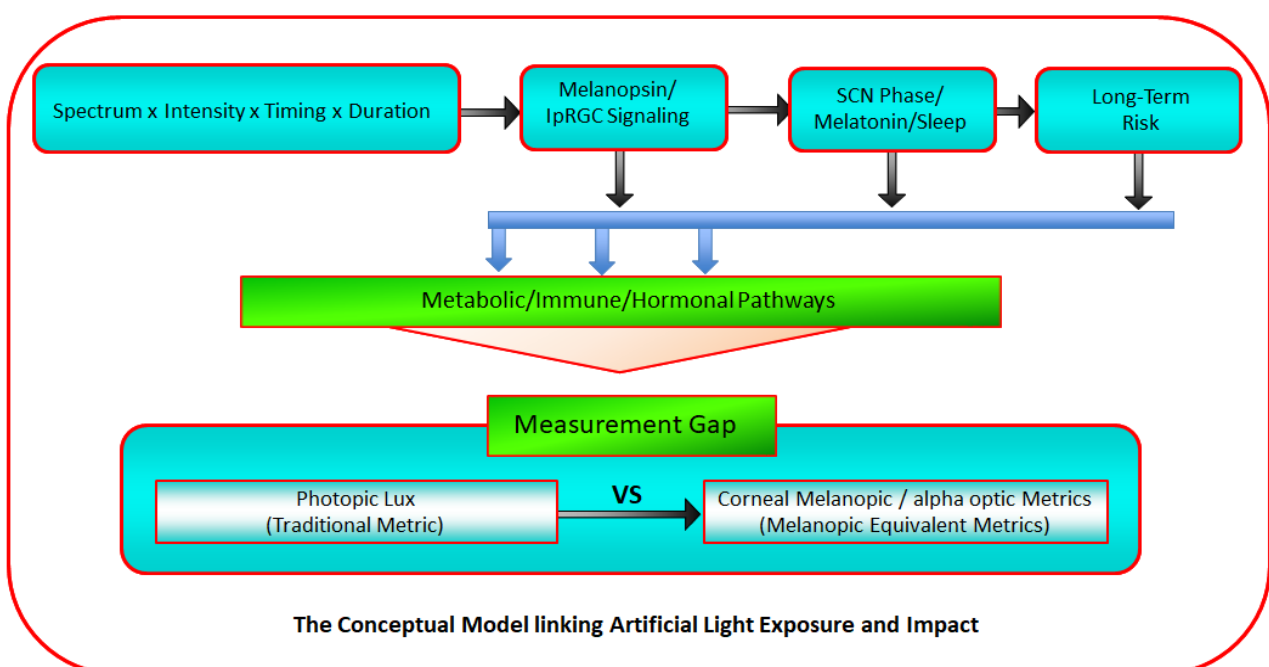 Spectrum x Intensity x Timing x Duration
Melanopsin/
IpRGC Signaling
SCN Phase/
Melatonin/Sleep
Long-Term
Risk
Metabolic/Immune/Hormonal Pathways
Measurement Gap
Photopic Lux
(Traditional Metric)
VS
Corneal Melanopic / alpha optic Metrics
(Melanopic Equivalent Metrics)
The Conceptual Model linking Artificial Light Exposure and Impact